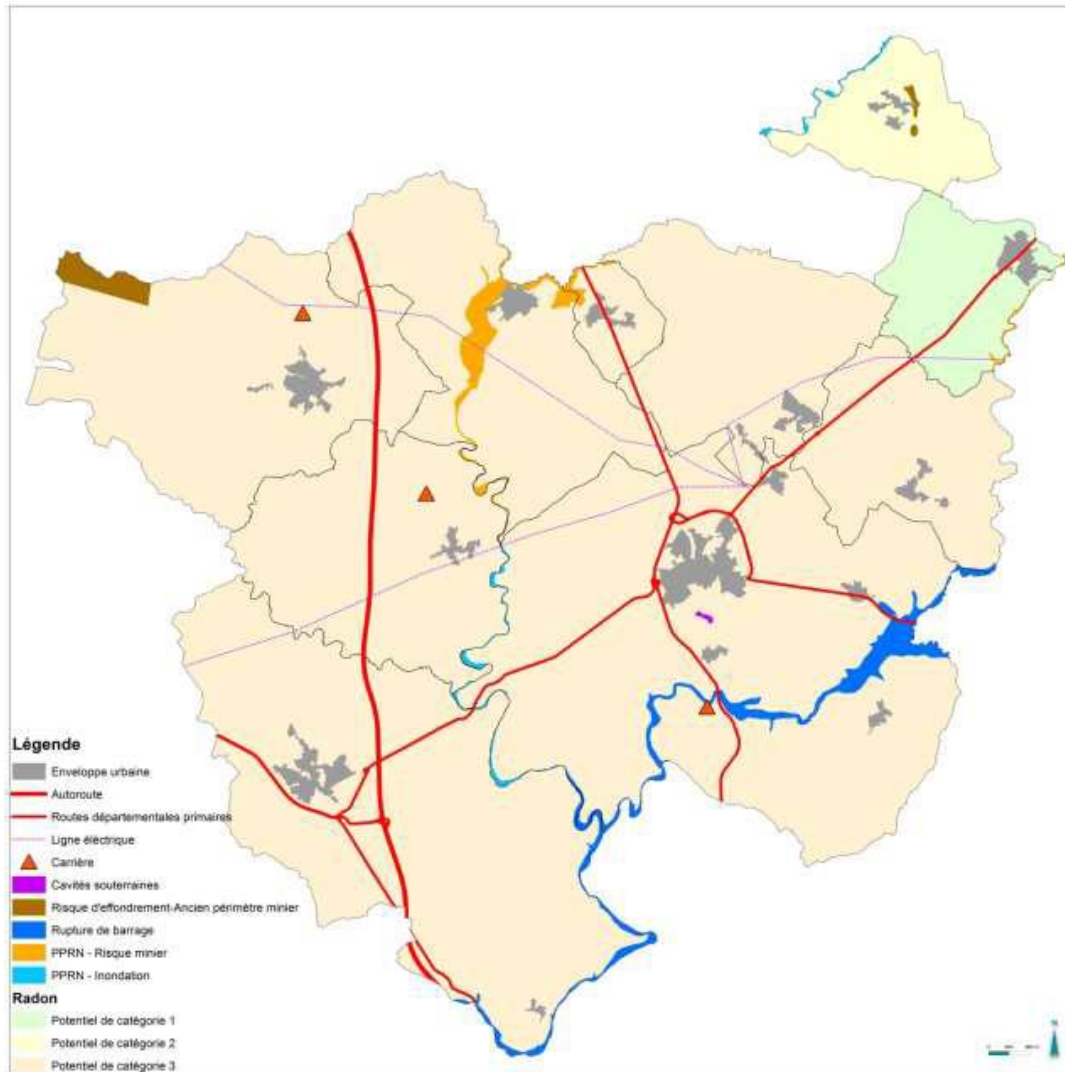 Légende
Enveloppe urbaine
Autoroute
Routes départementales primaires
Ligne éléctrique
Carrière
Cavités souterraines
Risque d'effondrement-Ancien périmètre minier
Rupture de barrage
PPRN - Risque minier
PPRN - Inondation
Radon
Potentiel de catégorie 1
Potentiel de catégorie 2
Potentiel de catégorie 3